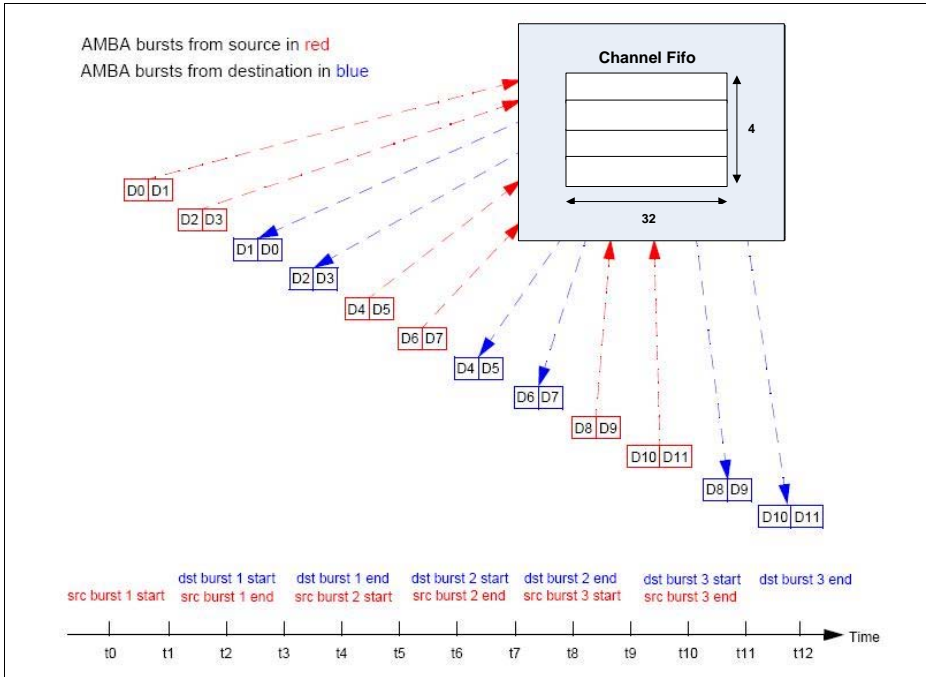 AMBA bursts from source in red
AMBA bursts from destination in blue
Channel Fifo
4
32
D0 D1
D2 D3
D1 D0
D2 D3
D4 D5
D6 D7
D4 D5
D6 D7
D8 D9
D10 D11
D8 D9
D10 D11
dst burst 1 start dst burst 1 end dst burst 2 start dst burst 2 end dst burst 3 start dst burst 3 end
src burst 1 start src burst 1 end src burst 2 start src burst 2 end src burst 3 start src burst 3 end
Time
t0 t1 t2 t3 t4 t5 t6 t7 t8 t9 t10 t11 t12